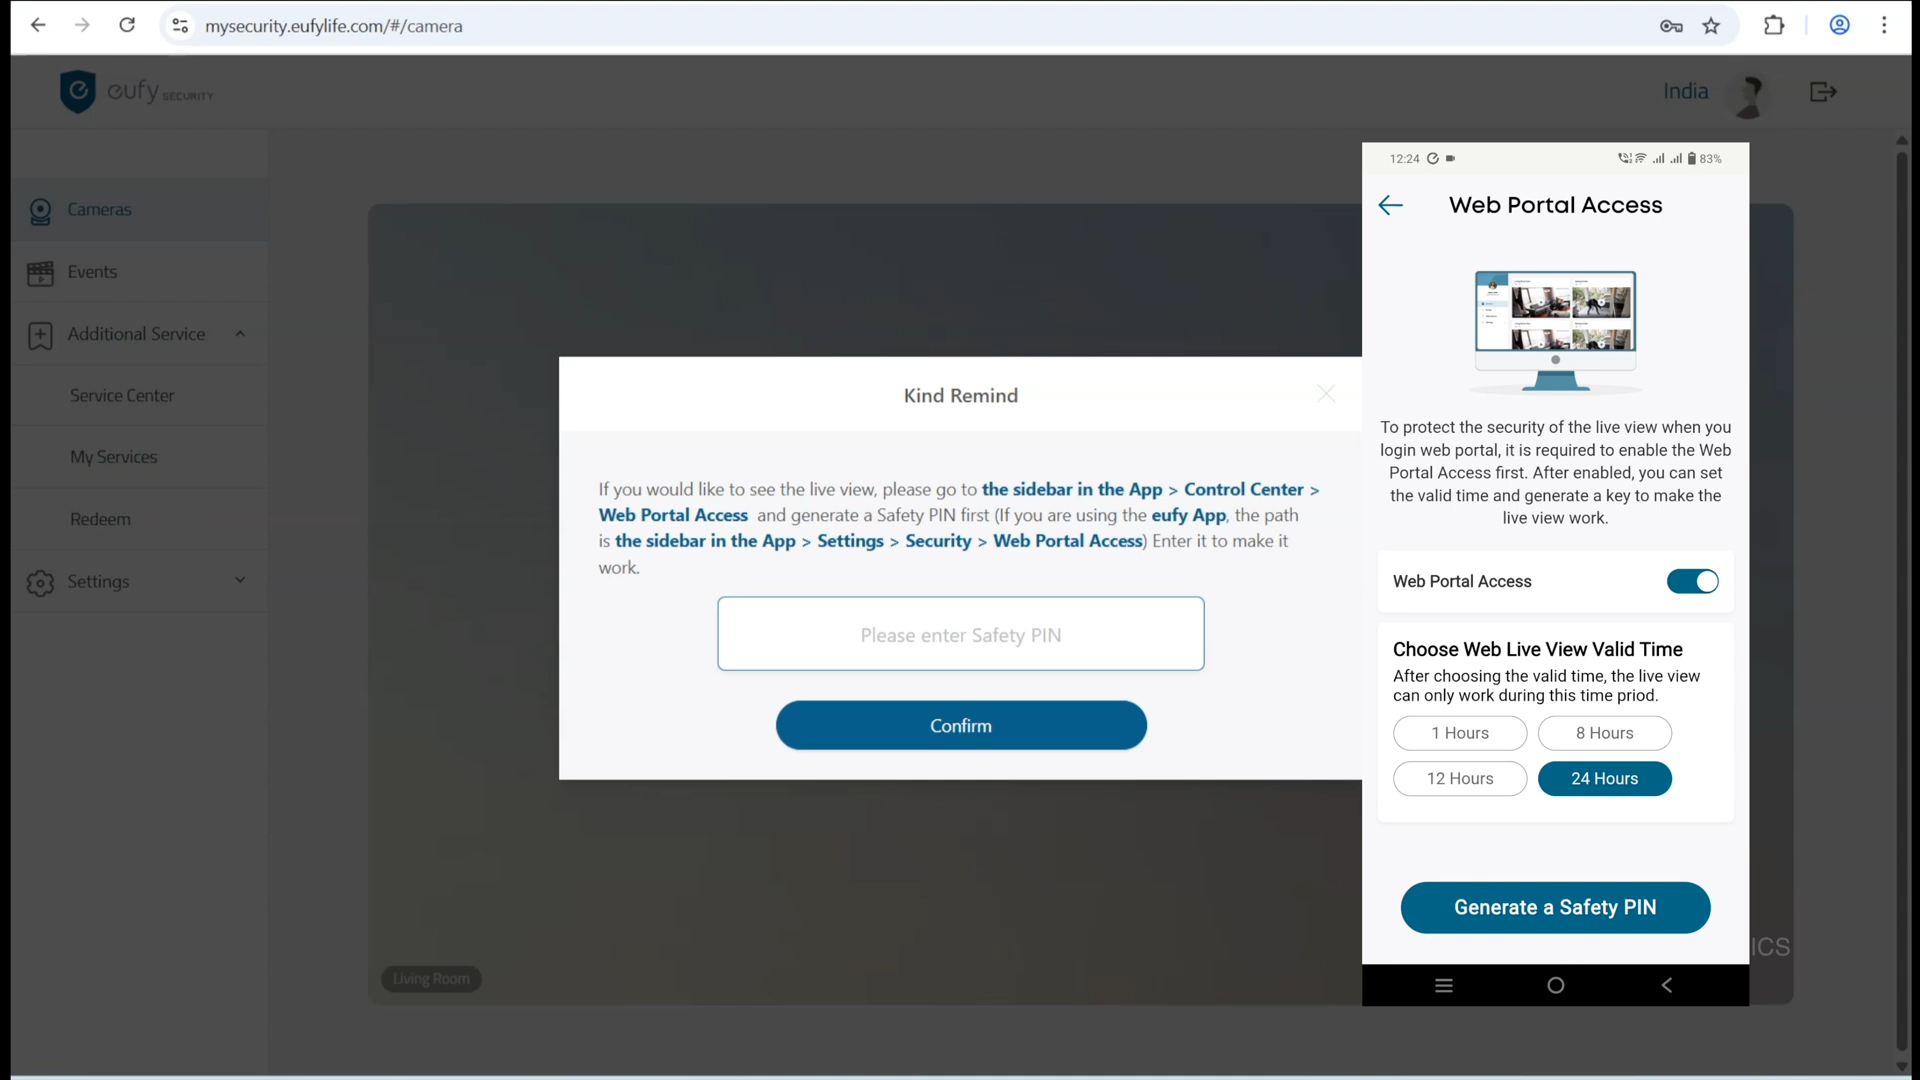 mysecurity.eufylife.com/#/camera
eufy SECURITY
India
Cameras
Events
Additional Service
Service Center
My Services
Redeem
Settings
Kind Remind
If you would like to see the live view, please go to the sidebar in the App > Control Center >
Web Portal Access and generate a Safety PIN first (If you are using the eufy App, the path
is the sidebar in the App > Settings > Security > Web Portal Access) Enter it to make it
work.
Please enter Safety PIN
Confirm
Living Room
12:24
83%
Web Portal Access
To protect the security of the live view when you
login web portal, it is required to enable the Web
Portal Access first. After enabled, you can set
the valid time and generate a key to make the
live view work.
Web Portal Access
Choose Web Live View Valid Time
After choosing the valid time, the live view
can only work during this time priod.
1 Hours
8 Hours
12 Hours
24 Hours
Generate a Safety PIN
ICS